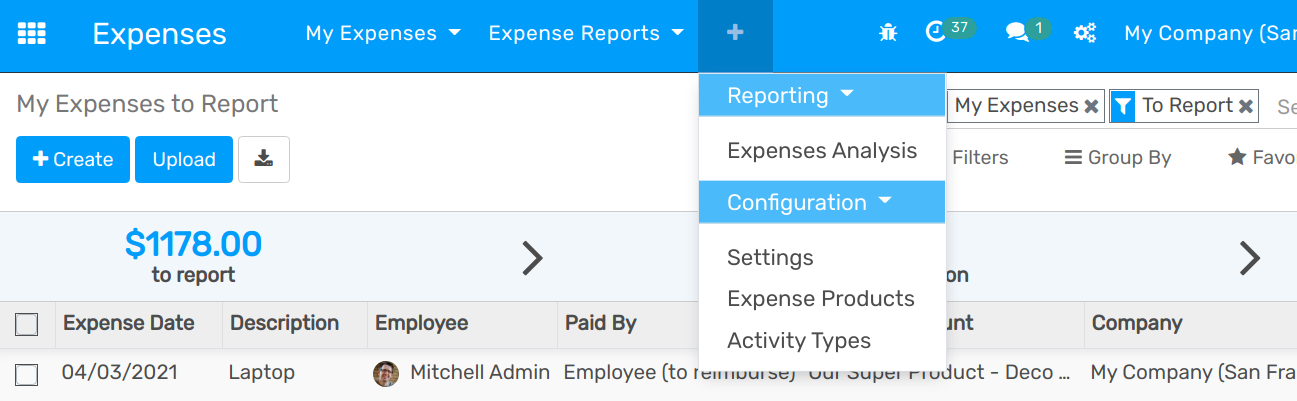 Expenses My Expenses Expense Reports + 37 1 My Company (San
My Expenses to Report
Reporting
My Expenses To Report Se
Create Upload
Expenses Analysis
Filters Group By Favo
Configuration
$1178.00
to report
Settings
on
Expense Products
Activity Types
Expense Date Description Employee Paid By unt Company
04/03/2021 Laptop Mitchell Admin Employee (to reimburse) Our Super Product - Deco ... My Company (San Fra